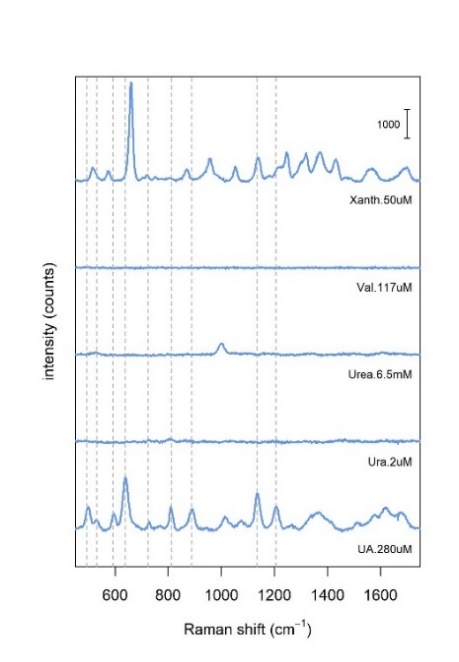 1000
Xanth.50uM
Val.117uM
Urea.6.5mM
Ura.2uM
UA.280uM
intensity (counts)
600 800 1000 1200 1400 1600
Raman shift (cm⁻¹)